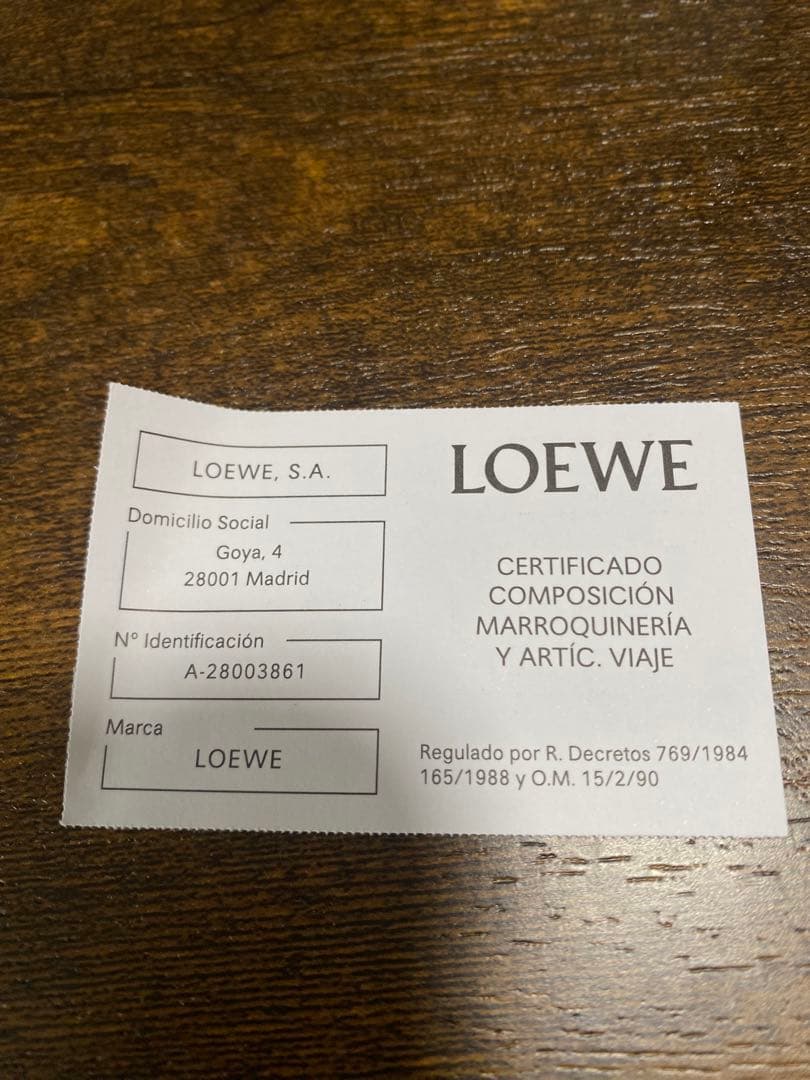 LOEWE, S.A.
Domicilio Social
Goya, 4
28001 Madrid
Nº Identificación
A-28003861
Marca
LOEWE
LOEWE
CERTIFICADO
COMPOSICIÓN
MARROQUINERÍA
Y ARTÍC. VIAJE
Regulado por R. Decretos 769/1984
165/1988 y O.M. 15/2/90